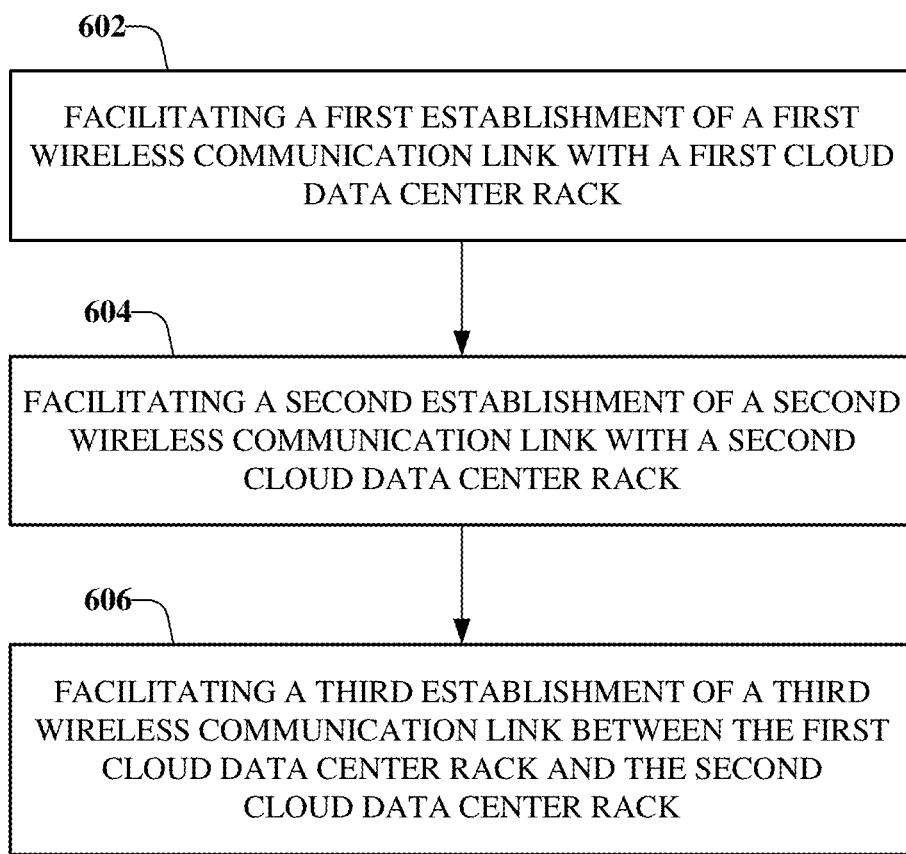 602
FACILITATING A FIRST ESTABLISHMENT OF A FIRST
WIRELESS COMMUNICATION LINK WITH A FIRST CLOUD
DATA CENTER RACK
604
FACILITATING A SECOND ESTABLISHMENT OF A SECOND
WIRELESS COMMUNICATION LINK WITH A SECOND
CLOUD DATA CENTER RACK
606
FACILITATING A THIRD ESTABLISHMENT OF A THIRD
WIRELESS COMMUNICATION LINK BETWEEN THE FIRST
CLOUD DATA CENTER RACK AND THE SECOND
CLOUD DATA CENTER RACK